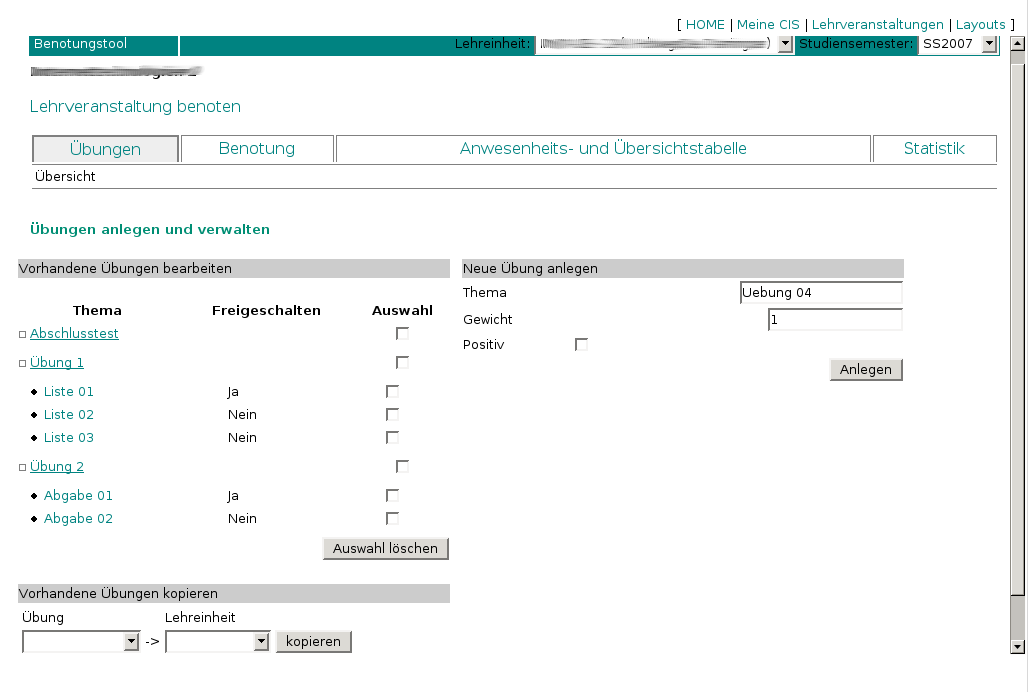 [ HOME | Meine CIS | Lehrveranstaltungen | Layouts ]
Benotungstool Lehreinheit: Studiensemester: SS2007
Lehrveranstaltung benoten
Übungen Benotung Anwesenheits- und Übersichtstabelle Statistik
Übersicht
Übungen anlegen und verwalten
Vorhandene Übungen bearbeiten
Thema Freigeschalten Auswahl
Abschlusstest
Übung 1
Liste 01 Ja
Liste 02 Nein
Liste 03 Nein
Übung 2
Abgabe 01 Ja
Abgabe 02 Nein
Auswahl löschen
Neue Übung anlegen
Thema Uebung 04
Gewicht 1
Positiv
Anlegen
Vorhandene Übungen kopieren
Übung Lehreinheit
-> kopieren